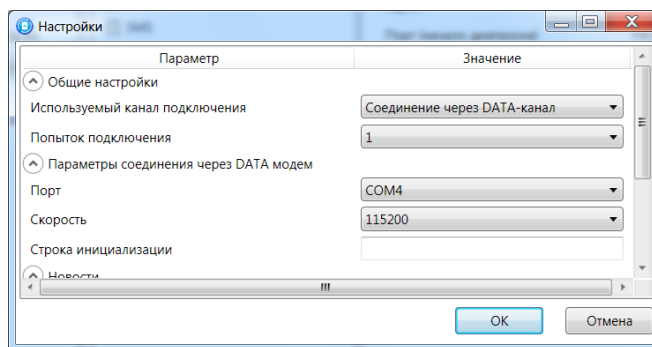 Настройки
Параметр Значение
Общие настройки
Используемый канал подключения Соединение через DATA-канал
Попыток подключения 1
Параметры соединения через DATA модем
Порт COM4
Скорость 115200
Строка инициализации
Новости
OK Отмена